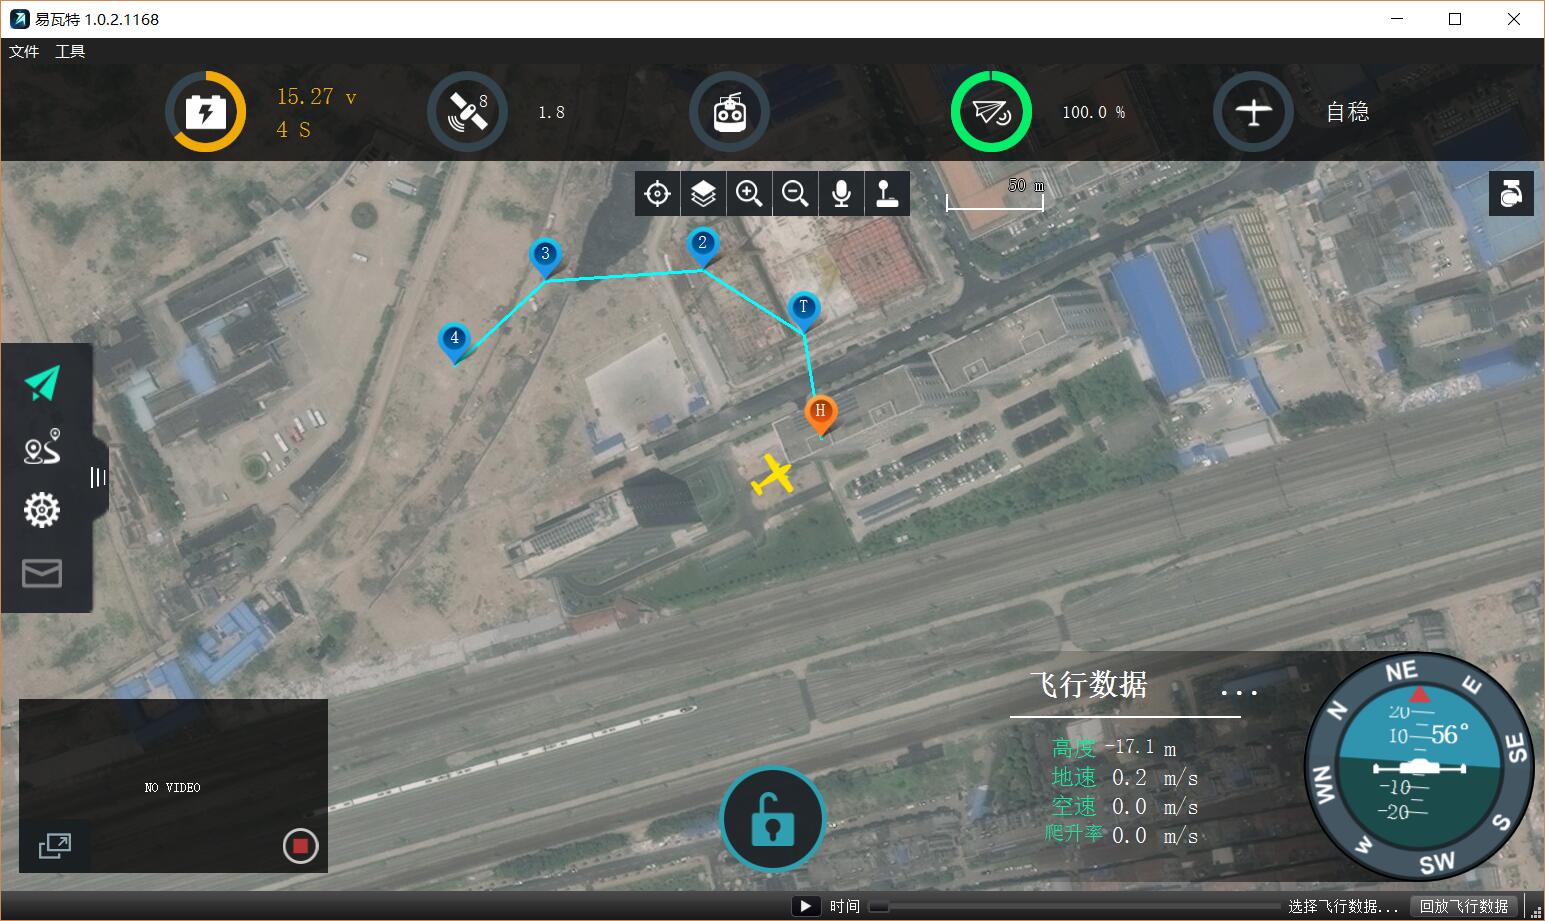 易瓦特 1.0.2.1168
文件 工具
15.27 v
4 S
8
1.8
100.0 %
自稳
50 m
3
2
T
4
H
飞行数据 ...
高度 -17.1 m
地速 0.2 m/s
空速 0.0 m/s
爬升率 0.0 m/s
NE
N
E
20
10
56°
SE
WN
-10
-20
S
W
SW
NO VIDEO
时间
选择飞行数据...
回放飞行数据